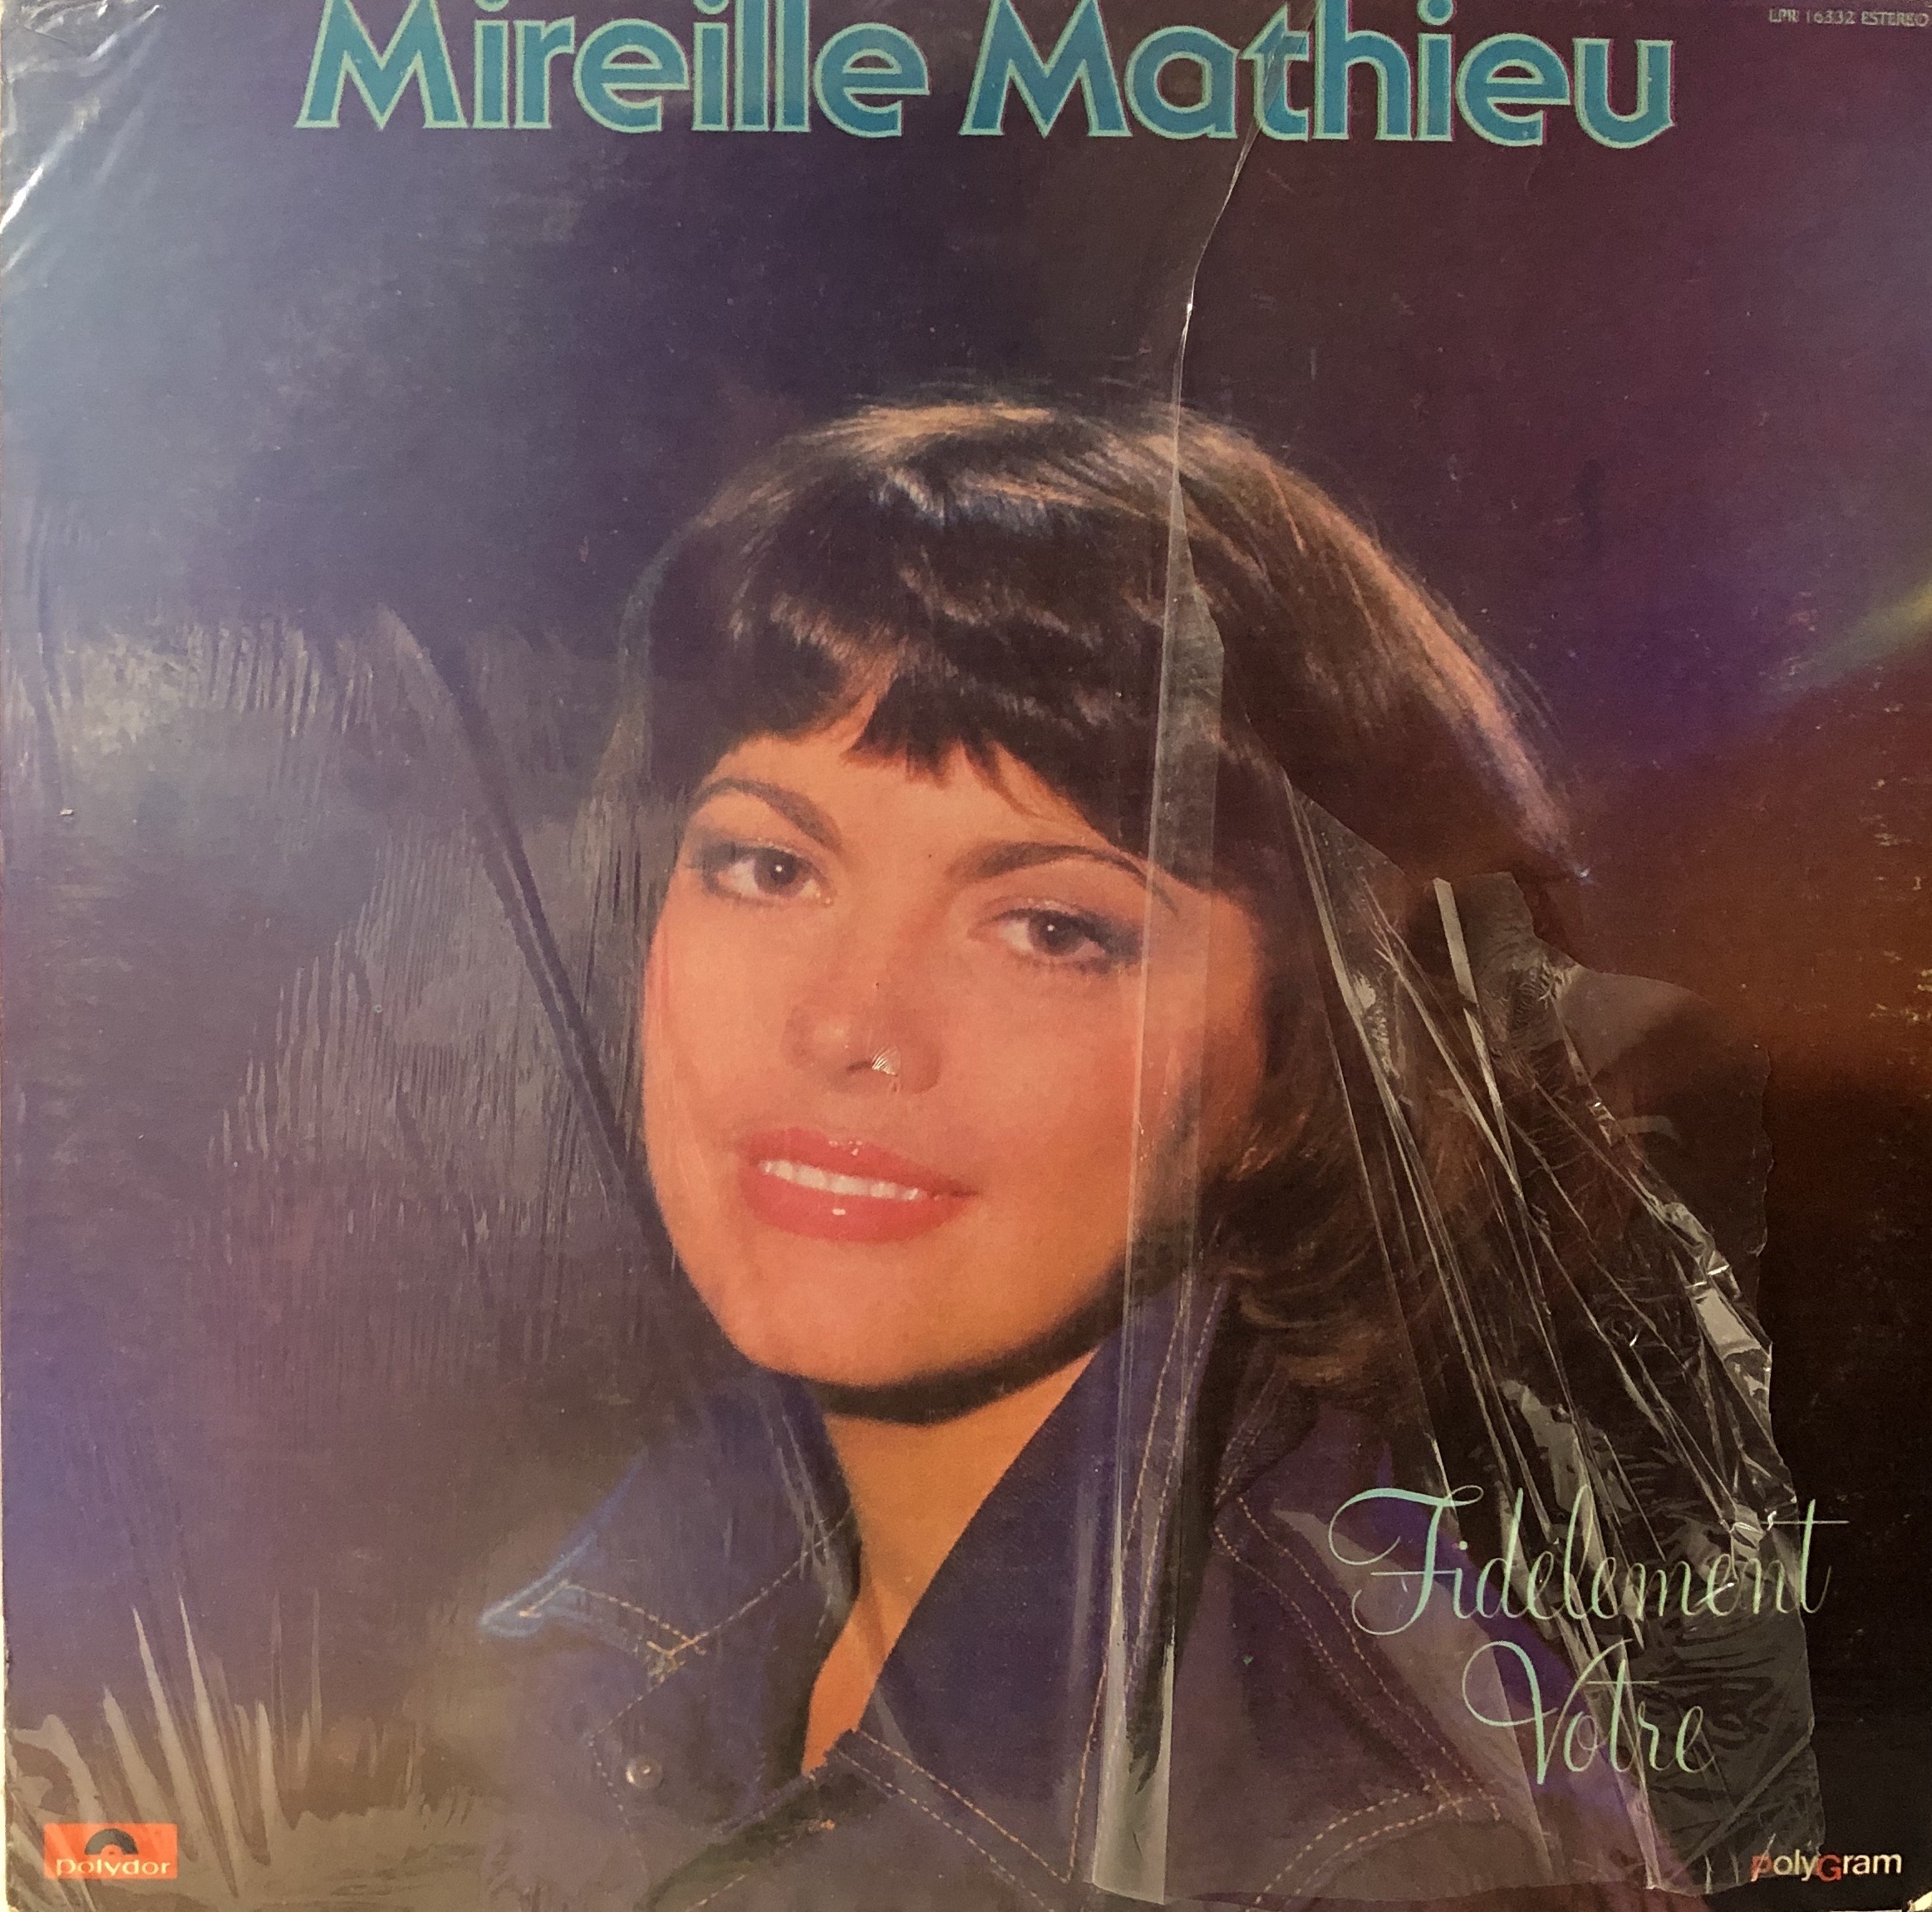 LPR 16332 ESTEREO
Mireille Mathieu
Fidelement
Votre
polydor
polyGram